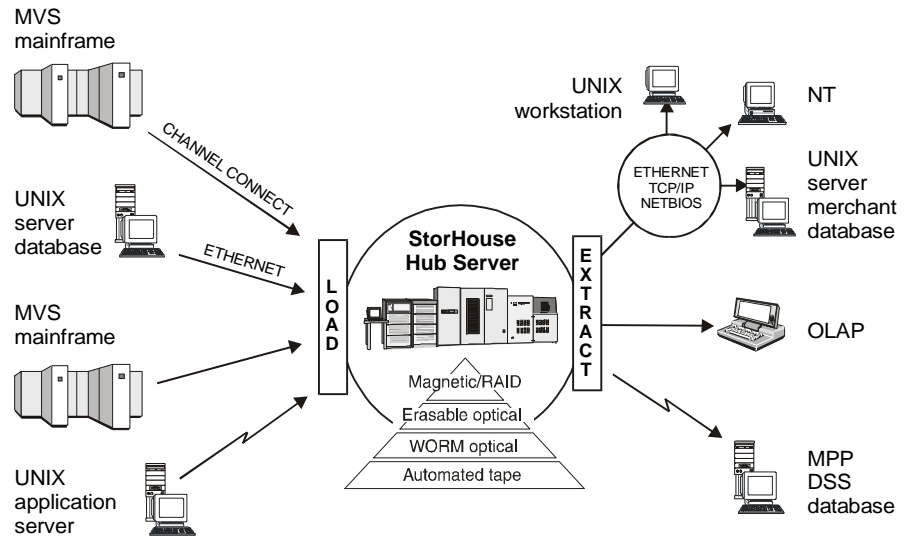 MVS
mainframe
CHANNEL CONNECT
UNIX
server
database
ETHERNET
MVS
mainframe
UNIX
application
server
LOAD
StorHouse
Hub Server
Magnetic/RAID
Erasable optical
WORM optical
Automated tape
EXTRACT
UNIX
workstation
ETHERNET
TCP/IP
NETBIOS
NT
UNIX
server
merchant
database
OLAP
MPP
DSS
database